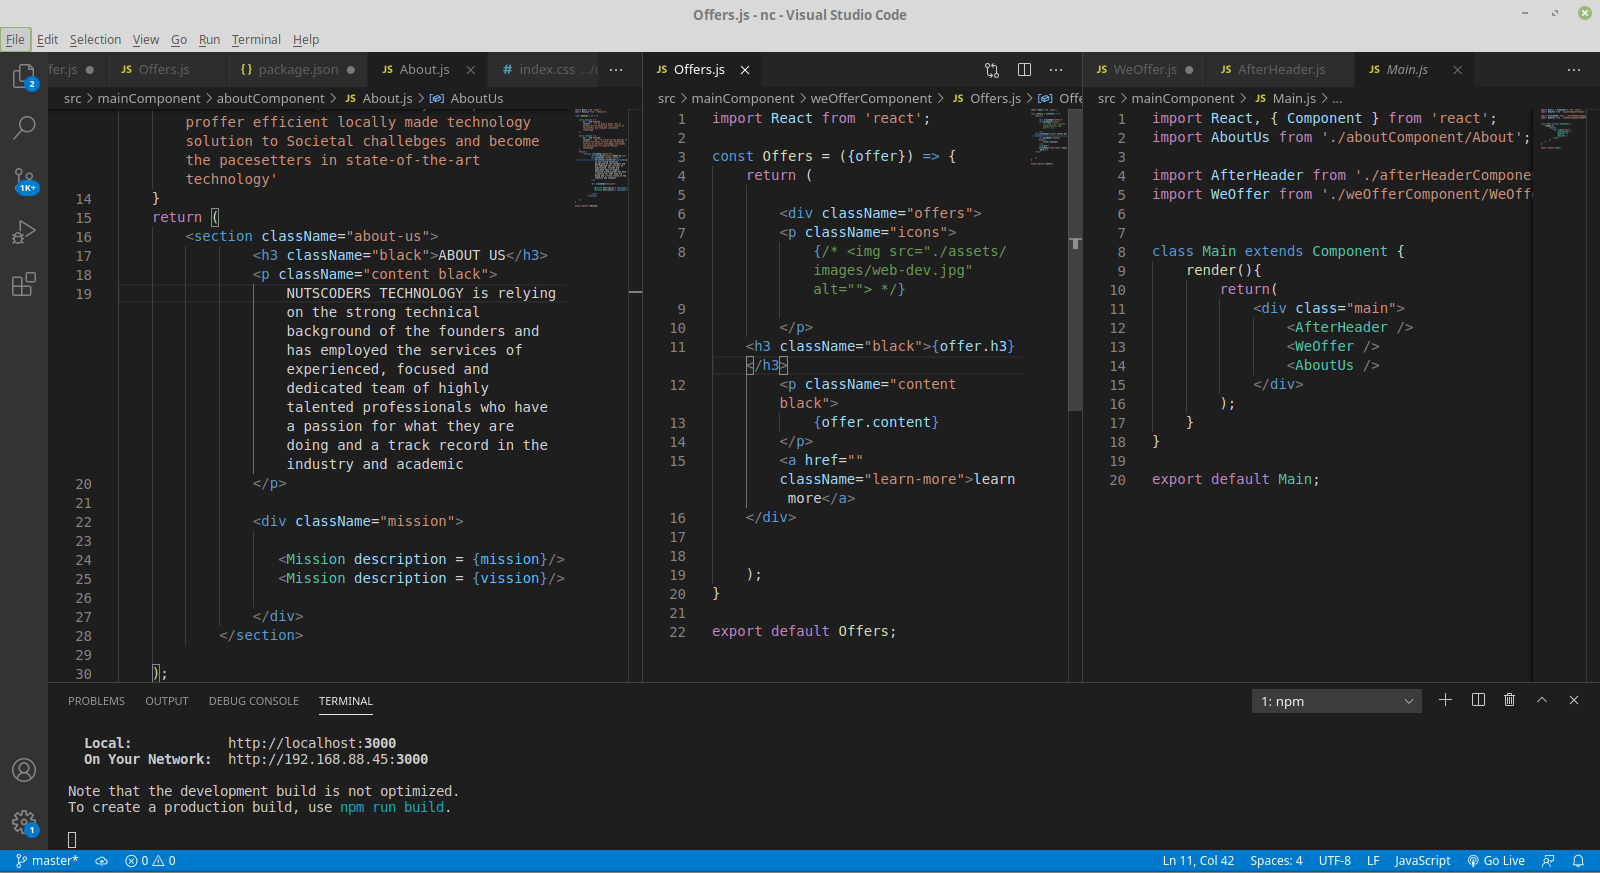 Offers.js - nc - Visual Studio Code
File Edit Selection View Go Run Terminal Help
fer.js
JS Offers.js
{} package.json
JS About.js
# index.css .../c
JS Offers.js
JS WeOffer.js
JS AfterHeader.js
JS Main.js
src > mainComponent > aboutComponent > JS About.js > AboutUs
proffer efficient locally made technology
solution to Societal challebges and become
the pacesetters in state-of-the-art
technology'
14 }
15 return (
16 <section className="about-us">
17 <h3 className="black">ABOUT US</h3>
18 <p className="content black">
19 NUTSCODERS TECHNOLOGY is relying
on the strong technical
background of the founders and
has employed the services of
experienced, focused and
dedicated team of highly
talented professionals who have
a passion for what they are
doing and a track record in the
industry and academic
20 </p>
21
22 <div className="mission">
23
24 <Mission description = {mission}/>
25 <Mission description = {vission}/>
26
27 </div>
28 </section>
29
30 );
src > mainComponent > weOfferComponent > JS Offers.js > Offe
1 import React from 'react';
2
3 const Offers = ({offer}) => {
4 return (
5
6 <div className="offers">
7 <p className="icons">
8 {/* <img src="./assets/
images/web-dev.jpg"
alt=""> */}
9
10 </p>
11 <h3 className="black">{offer.h3}
</h3>
12 <p className="content
black">
13 {offer.content}
14 </p>
15 <a href=""
className="learn-more">learn
more</a>
16 </div>
17
18
19 );
20 }
21
22 export default Offers;
src > mainComponent > JS Main.js > ...
1 import React, { Component } from 'react';
2 import AboutUs from './aboutComponent/About';
3
4 import AfterHeader from './afterHeaderCompone
5 import WeOffer from './weOfferComponent/WeOff
6
7
8 class Main extends Component {
9 render(){
10 return(
11 <div class="main">
12 <AfterHeader />
13 <WeOffer />
14 <AboutUs />
15 </div>
16 );
17 }
18 }
19
20 export default Main;
2
1K+
1
PROBLEMS OUTPUT DEBUG CONSOLE TERMINAL
1: npm
Local: http://localhost:3000
On Your Network: http://192.168.88.45:3000
Note that the development build is not optimized.
To create a production build, use npm run build.
master* 0 0
Ln 11, Col 42 Spaces: 4 UTF-8 LF JavaScript Go Live